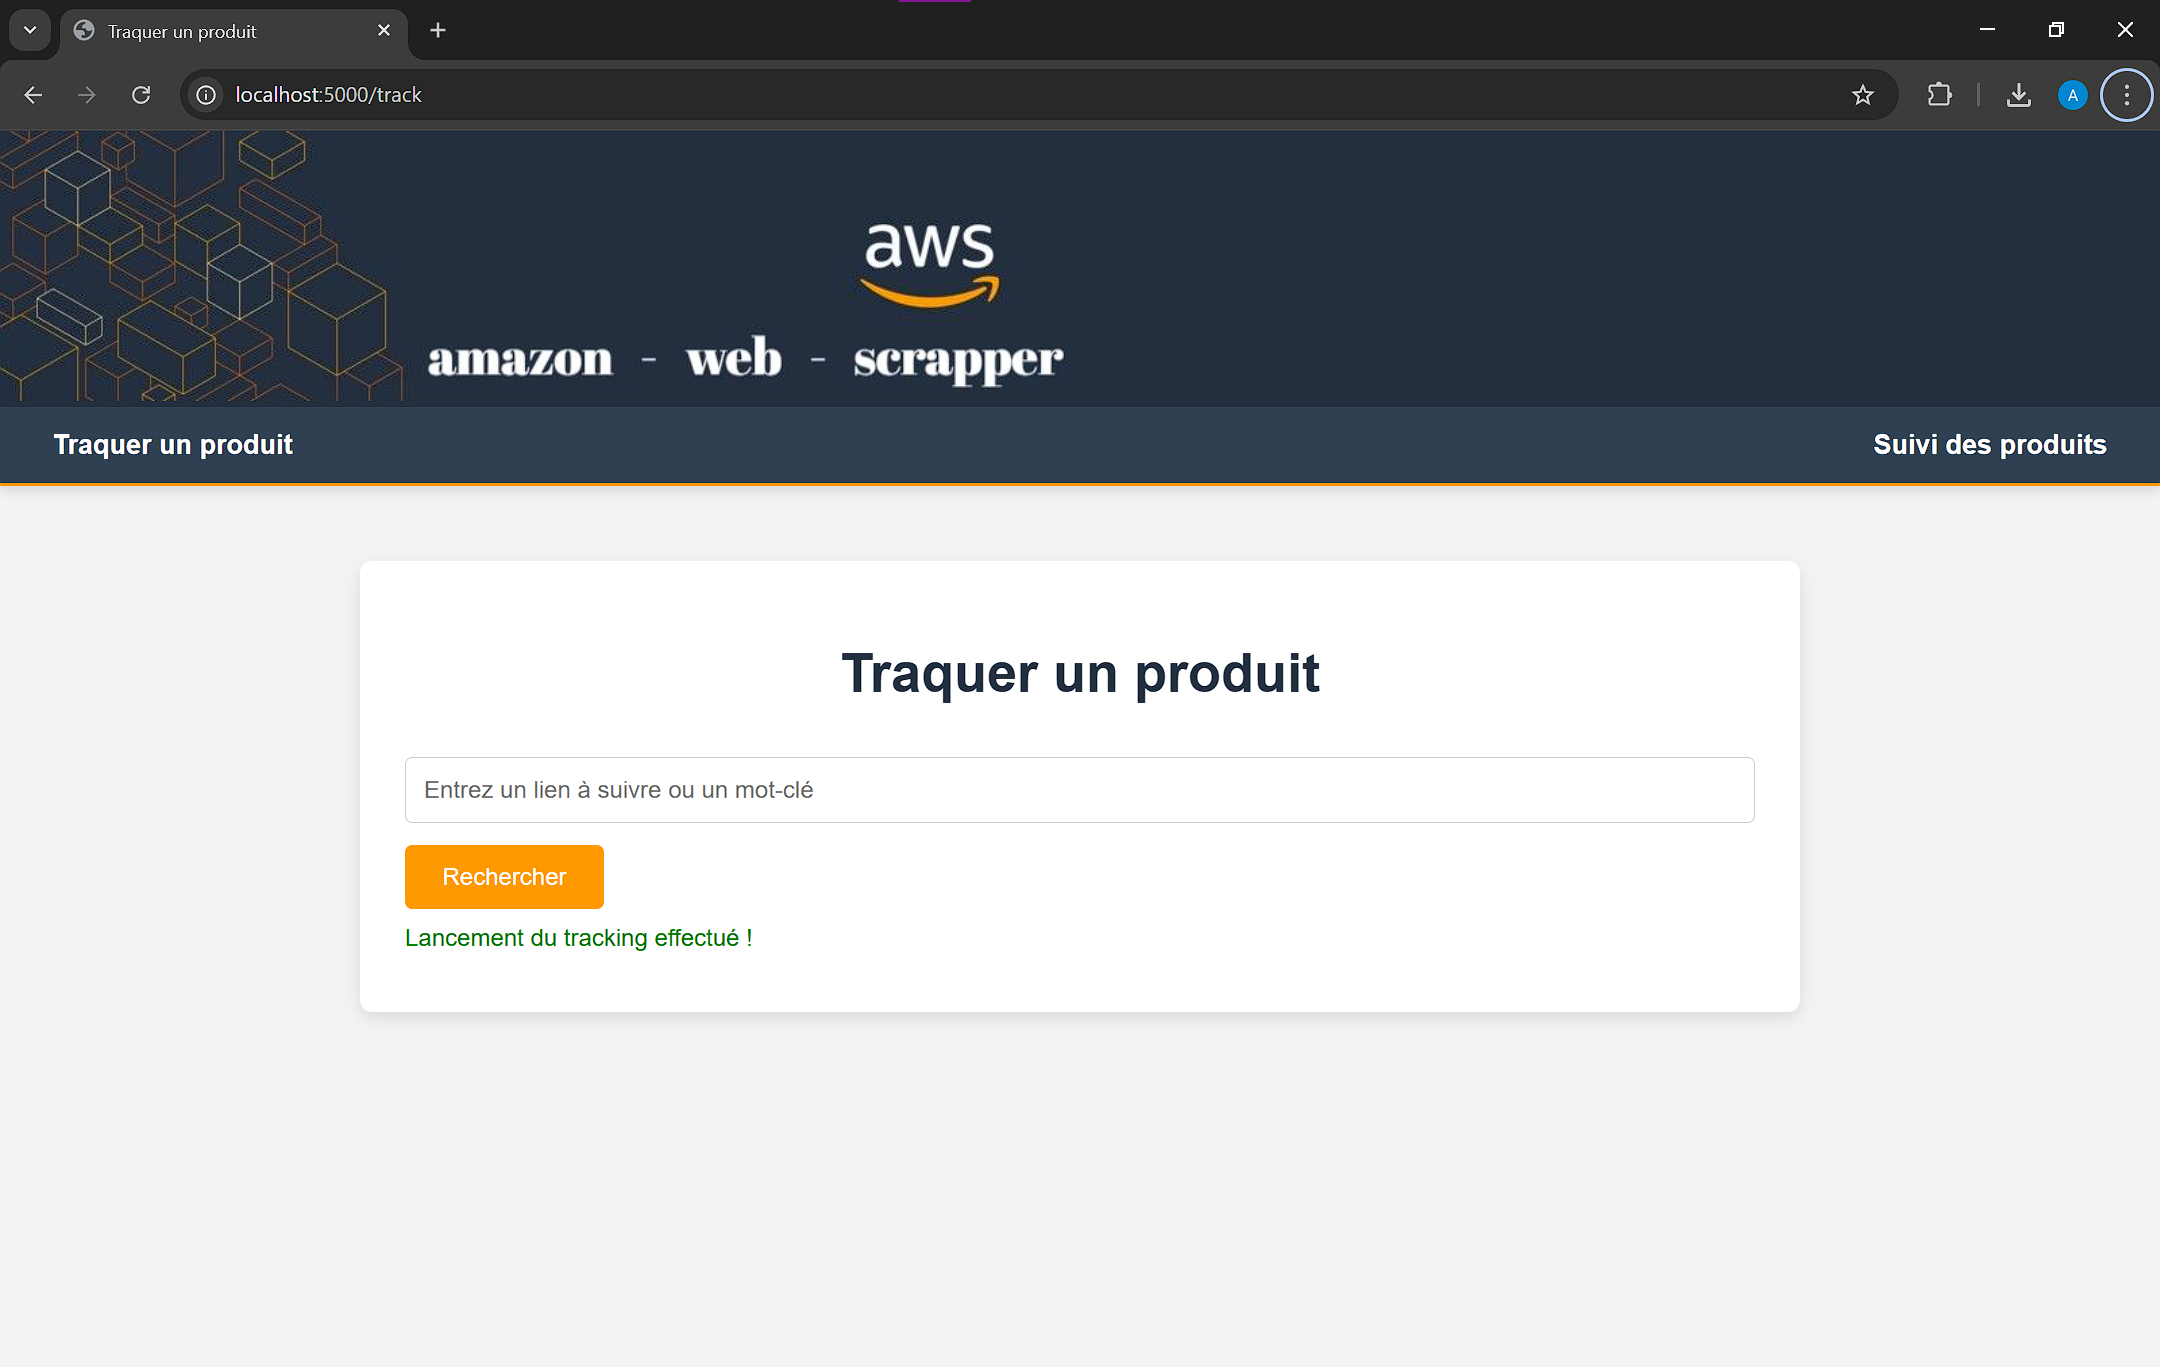 Traquer un produit
localhost:5000/track
A
aws
amazon - web - scrapper
Traquer un produit
Suivi des produits
Traquer un produit
Entrez un lien à suivre ou un mot-clé
Rechercher
Lancement du tracking effectué !